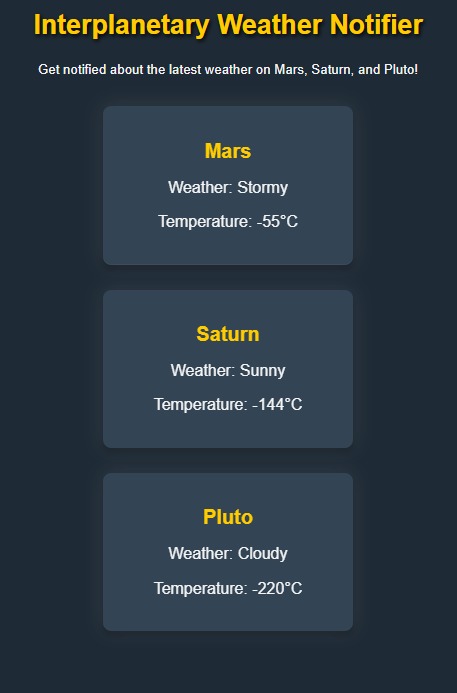 Interplanetary Weather Notifier
Get notified about the latest weather on Mars, Saturn, and Pluto!
Mars
Weather: Stormy
Temperature: -55°C
Saturn
Weather: Sunny
Temperature: -144°C
Pluto
Weather: Cloudy
Temperature: -220°C